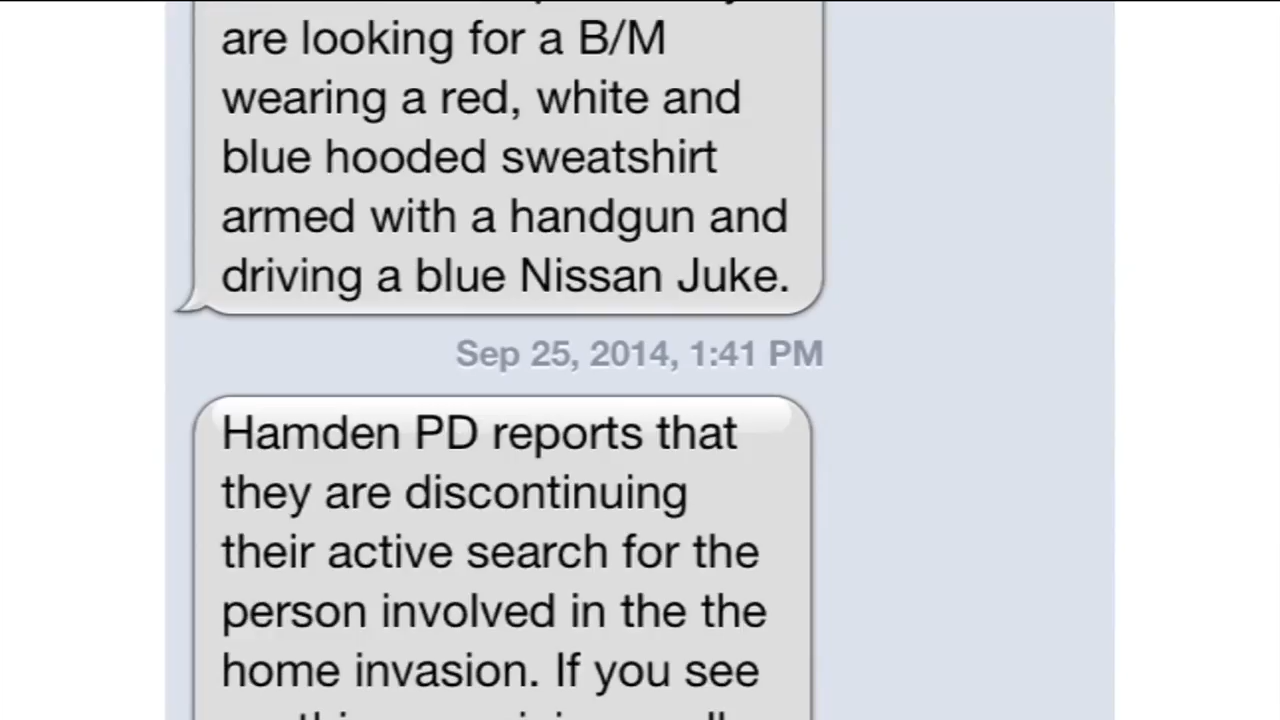 are looking for a B/M
wearing a red, white and
blue hooded sweatshirt
armed with a handgun and
driving a blue Nissan Juke.
Sep 25, 2014, 1:41 PM
Hamden PD reports that
they are discontinuing
their active search for the
person involved in the the
home invasion. If you see